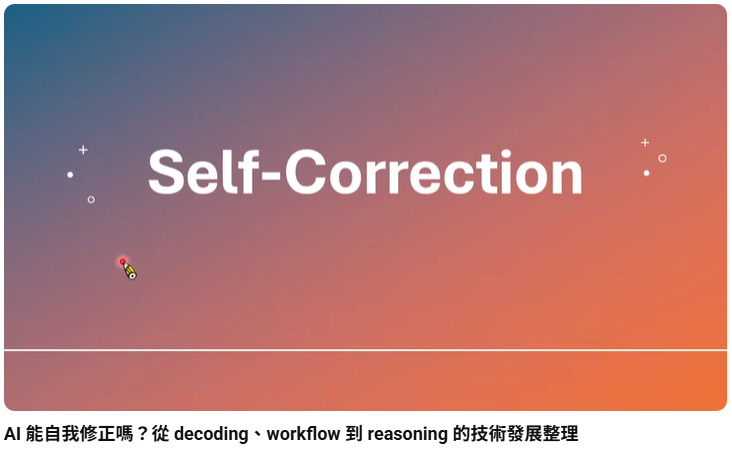 Self-Correction
AI 能自我修正嗎？從 decoding、workflow 到 reasoning 的技術發展整理